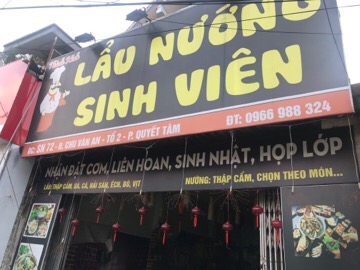 LẨU NƯỚNG
SINH VIÊN
ĐC: SN 72 - Đ. CHU VĂN AN - TỔ 2 - P. QUYẾT TÂM
ĐT: 0966 988 324
NHẬN ĐẶT CƠM, LIÊN HOAN, SINH NHẬT, HỌP LỚP
LẨU: THẬP CẨM, GÀ, CÁ, HẢI SẢN, ẾCH, BÒ, VỊT
NƯỚNG: THẬP CẨM, CHỌN THEO MÓN...